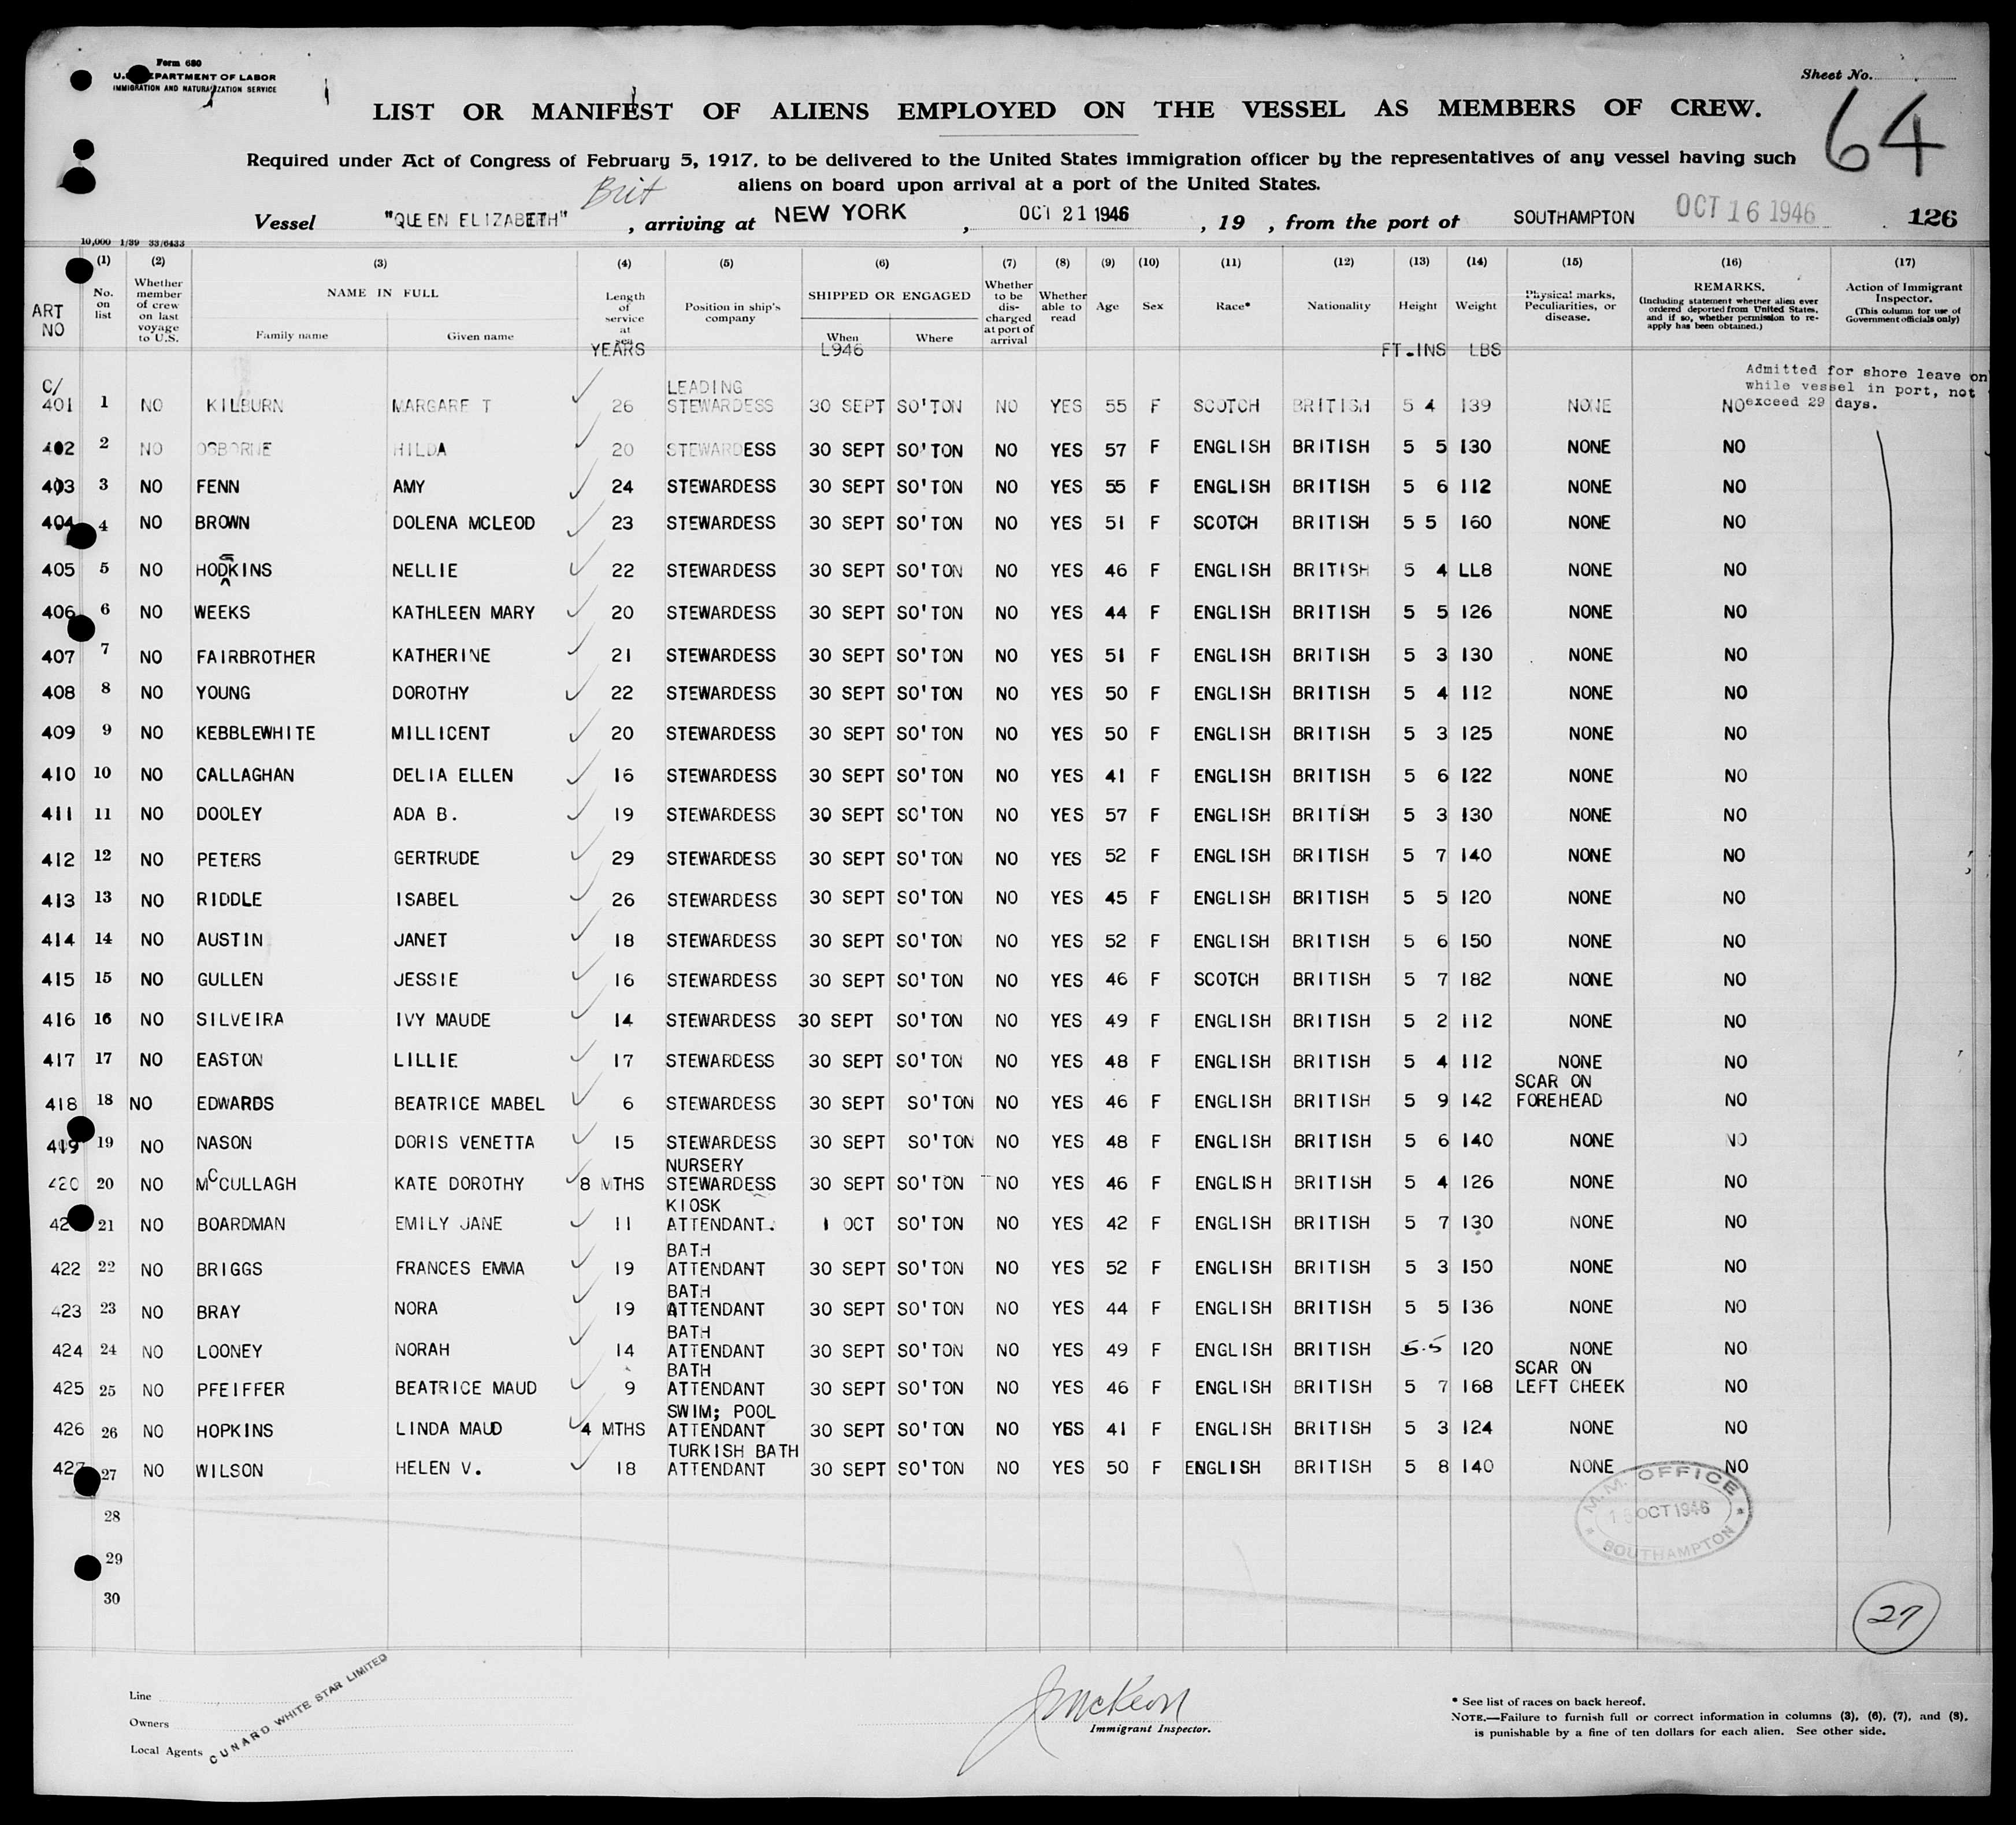 Form 680
U.S. DEPARTMENT OF LABOR
IMMIGRATION AND NATURALIZATION SERVICE
Sheet No.
64
LIST OR MANIFEST OF ALIENS EMPLOYED ON THE VESSEL AS MEMBERS OF CREW.
Required under Act of Congress of February 5, 1917, to be delivered to the United States immigration officer by the representatives of any vessel having such
aliens on board upon arrival at a port of the United States.
Brit
Vessel "QUEEN ELIZABETH" , arriving at NEW YORK , OCT 21 1946 , 19 , from the port of SOUTHAMPTON OCT 16 1946 126
10,000 1/39 33/6433
(1) (2) (3) (4) (5) (6) (7) (8) (9) (10) (11) (12) (13) (14) (15) (16) (17)
ART NO
No. on list
Whether member of crew on last voyage to U.S.
NAME IN FULL
Family name Given name
Length of service at sea
YEARS
Position in ship's company
SHIPPED OR ENGAGED
When Where
L946
Whether to be discharged at port of arrival
Whether able to read
Age
Sex
Race*
Nationality
Height
FT.INS
Weight
LBS
Physical marks, Peculiarities, or disease.
REMARKS.
(Including statement whether alien ever ordered deported from United States, and if so, whether permission to reapply has been obtained.)
Action of Immigrant Inspector.
(This column for use of Government officials only)
Admitted for shore leave on
while vessel in port, not
exceed 29 days.
C/
401 1 NO KILBURN MARGARET 26 LEADING STEWARDESS 30 SEPT SO'TON NO YES 55 F SCOTCH BRITISH 5 4 139 NONE NO
402 2 NO OSBORNE HILDA 20 STEWARDESS 30 SEPT SO'TON NO YES 57 F ENGLISH BRITISH 5 5 130 NONE NO
403 3 NO FENN AMY 24 STEWARDESS 30 SEPT SO'TON NO YES 55 F ENGLISH BRITISH 5 6 112 NONE NO
404 4 NO BROWN DOLENA MCLEOD 23 STEWARDESS 30 SEPT SO'TON NO YES 51 F SCOTCH BRITISH 5 5 160 NONE NO
405 5 NO HODKINS NELLIE 22 STEWARDESS 30 SEPT SO'TON NO YES 46 F ENGLISH BRITISH 5 4 LL8 NONE NO
406 6 NO WEEKS KATHLEEN MARY 20 STEWARDESS 30 SEPT SO'TON NO YES 44 F ENGLISH BRITISH 5 5 126 NONE NO
407 7 NO FAIRBROTHER KATHERINE 21 STEWARDESS 30 SEPT SO'TON NO YES 51 F ENGLISH BRITISH 5 3 130 NONE NO
408 8 NO YOUNG DOROTHY 22 STEWARDESS 30 SEPT SO'TON NO YES 50 F ENGLISH BRITISH 5 4 112 NONE NO
409 9 NO KEBBLEWHITE MILLICENT 20 STEWARDESS 30 SEPT SO'TON NO YES 50 F ENGLISH BRITISH 5 3 125 NONE NO
410 10 NO CALLAGHAN DELIA ELLEN 16 STEWARDESS 30 SEPT SO'TON NO YES 41 F ENGLISH BRITISH 5 6 122 NONE NO
411 11 NO DOOLEY ADA B. 19 STEWARDESS 30 SEPT SO'TON NO YES 57 F ENGLISH BRITISH 5 3 130 NONE NO
412 12 NO PETERS GERTRUDE 29 STEWARDESS 30 SEPT SO'TON NO YES 52 F ENGLISH BRITISH 5 7 140 NONE NO
413 13 NO RIDDLE ISABEL 26 STEWARDESS 30 SEPT SO'TON NO YES 45 F ENGLISH BRITISH 5 5 120 NONE NO
414 14 NO AUSTIN JANET 18 STEWARDESS 30 SEPT SO'TON NO YES 52 F ENGLISH BRITISH 5 6 150 NONE NO
415 15 NO GULLEN JESSIE 16 STEWARDESS 30 SEPT SO'TON NO YES 46 F SCOTCH BRITISH 5 7 182 NONE NO
416 16 NO SILVEIRA IVY MAUDE 14 STEWARDESS 30 SEPT SO'TON NO YES 49 F ENGLISH BRITISH 5 2 112 NONE NO
417 17 NO EASTON LILLIE 17 STEWARDESS 30 SEPT SO'TON NO YES 48 F ENGLISH BRITISH 5 4 112 NONE NO
418 18 NO EDWARDS BEATRICE MABEL 6 STEWARDESS 30 SEPT SO'TON NO YES 46 F ENGLISH BRITISH 5 9 142 SCAR ON FOREHEAD NO
419 19 NO NASON DORIS VENETTA 15 STEWARDESS 30 SEPT SO'TON NO YES 48 F ENGLISH BRITISH 5 6 140 NONE NO
420 20 NO McCULLAGH KATE DOROTHY 8 MTHS NURSERY STEWARDESS 30 SEPT SO'TON NO YES 46 F ENGLISH BRITISH 5 4 126 NONE NO
42 21 NO BOARDMAN EMILY JANE 11 KIOSK ATTENDANT. 1 OCT SO'TON NO YES 42 F ENGLISH BRITISH 5 7 130 NONE NO
422 22 NO BRIGGS FRANCES EMMA 19 BATH ATTENDANT 30 SEPT SO'TON NO YES 52 F ENGLISH BRITISH 5 3 150 NONE NO
423 23 NO BRAY NORA 19 BATH ATTENDANT 30 SEPT SO'TON NO YES 44 F ENGLISH BRITISH 5 5 136 NONE NO
424 24 NO LOONEY NORAH 14 BATH ATTENDANT 30 SEPT SO'TON NO YES 49 F ENGLISH BRITISH 5.5 120 NONE NO
425 25 NO PFEIFFER BEATRICE MAUD 9 BATH ATTENDANT 30 SEPT SO'TON NO YES 46 F ENGLISH BRITISH 5 7 168 SCAR ON LEFT CHEEK NO
426 26 NO HOPKINS LINDA MAUD 4 MTHS SWIM; POOL ATTENDANT 30 SEPT SO'TON NO YES 41 F ENGLISH BRITISH 5 3 124 NONE NO
427 27 NO WILSON HELEN V. 18 TURKISH BATH ATTENDANT 30 SEPT SO'TON NO YES 50 F ENGLISH BRITISH 5 8 140 NONE NO
28
29
30
M.M. OFFICE
OCT 1946
SOUTHAMPTON
27
Line
Owners
Local Agents
CUNARD WHITE STAR LIMITED
J McKeon
Immigrant Inspector.
* See list of races on back hereof.
NOTE.—Failure to furnish full or correct information in columns (3), (6), (7), and (8),
is punishable by a fine of ten dollars for each alien. See other side.